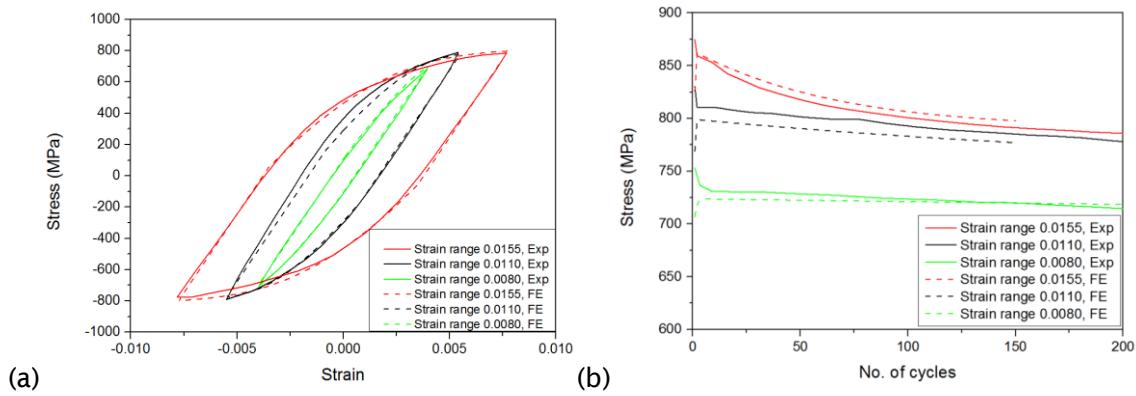 1000
800
600
400
200
0
-200
-400
-600
-800
-1000
Stress (MPa)
-0.010
-0.005
0.000
0.005
0.010
Strain
Strain range 0.0155, Exp
Strain range 0.0110, Exp
Strain range 0.0080, Exp
Strain range 0.0155, FE
Strain range 0.0110, FE
Strain range 0.0080, FE
(a)
900
850
800
750
700
650
600
Stress (MPa)
0
50
100
150
200
No. of cycles
Strain range 0.0155, Exp
Strain range 0.0110, Exp
Strain range 0.0080, Exp
Strain range 0.0155, FE
Strain range 0.0110, FE
Strain range 0.0080, FE
(b)